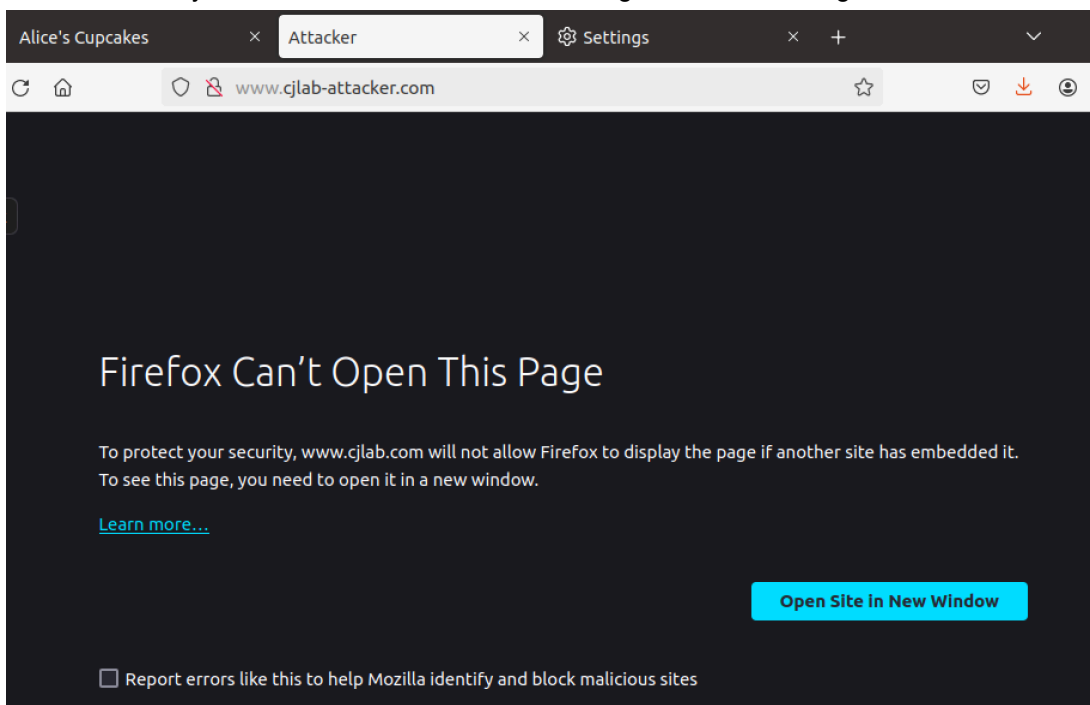 Alice's Cupcakes
Attacker
Settings
www.cjlab-attacker.com
Firefox Can’t Open This Page
To protect your security, www.cjlab.com will not allow Firefox to display the page if another site has embedded it.
To see this page, you need to open it in a new window.
Learn more…
Open Site in New Window
Report errors like this to help Mozilla identify and block malicious sites